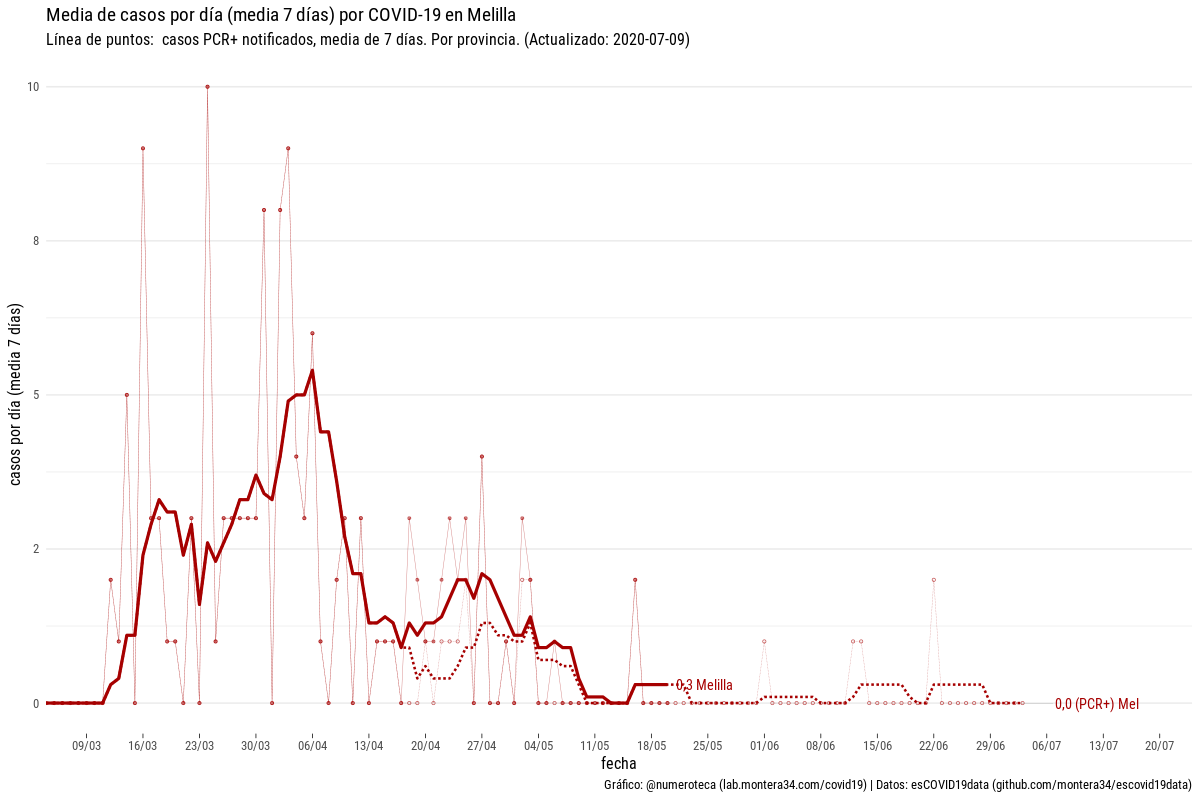 Media de casos por día (media 7 días) por COVID-19 en Melilla
Línea de puntos:  casos PCR+ notificados, media de 7 días. Por provincia. (Actualizado: 2020-07-09)
casos por día (media 7 días)
10
8
5
2
0
0,3 Melilla
0,0 (PCR+) Mel
09/03 16/03 23/03 30/03 06/04 13/04 20/04 27/04 04/05 11/05 18/05 25/05 01/06 08/06 15/06 22/06 29/06 06/07 13/07 20/07
fecha
Gráfico: @numeroteca (lab.montera34.com/covid19) | Datos: esCOVID19data (github.com/montera34/escovid19data)